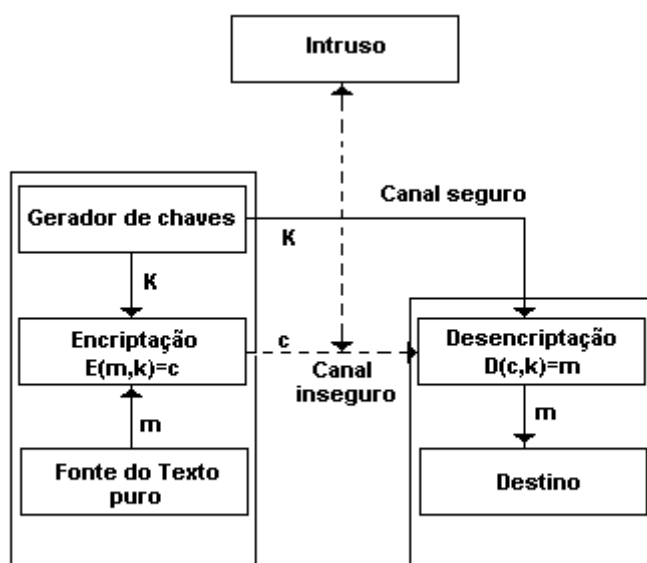 Intruso
Canal seguro
Gerador de chaves
K
K
Encriptação
E(m,k)=c
c
Canal
inseguro
Desencriptação
D(c,k)=m
m
m
Fonte do Texto
puro
Destino